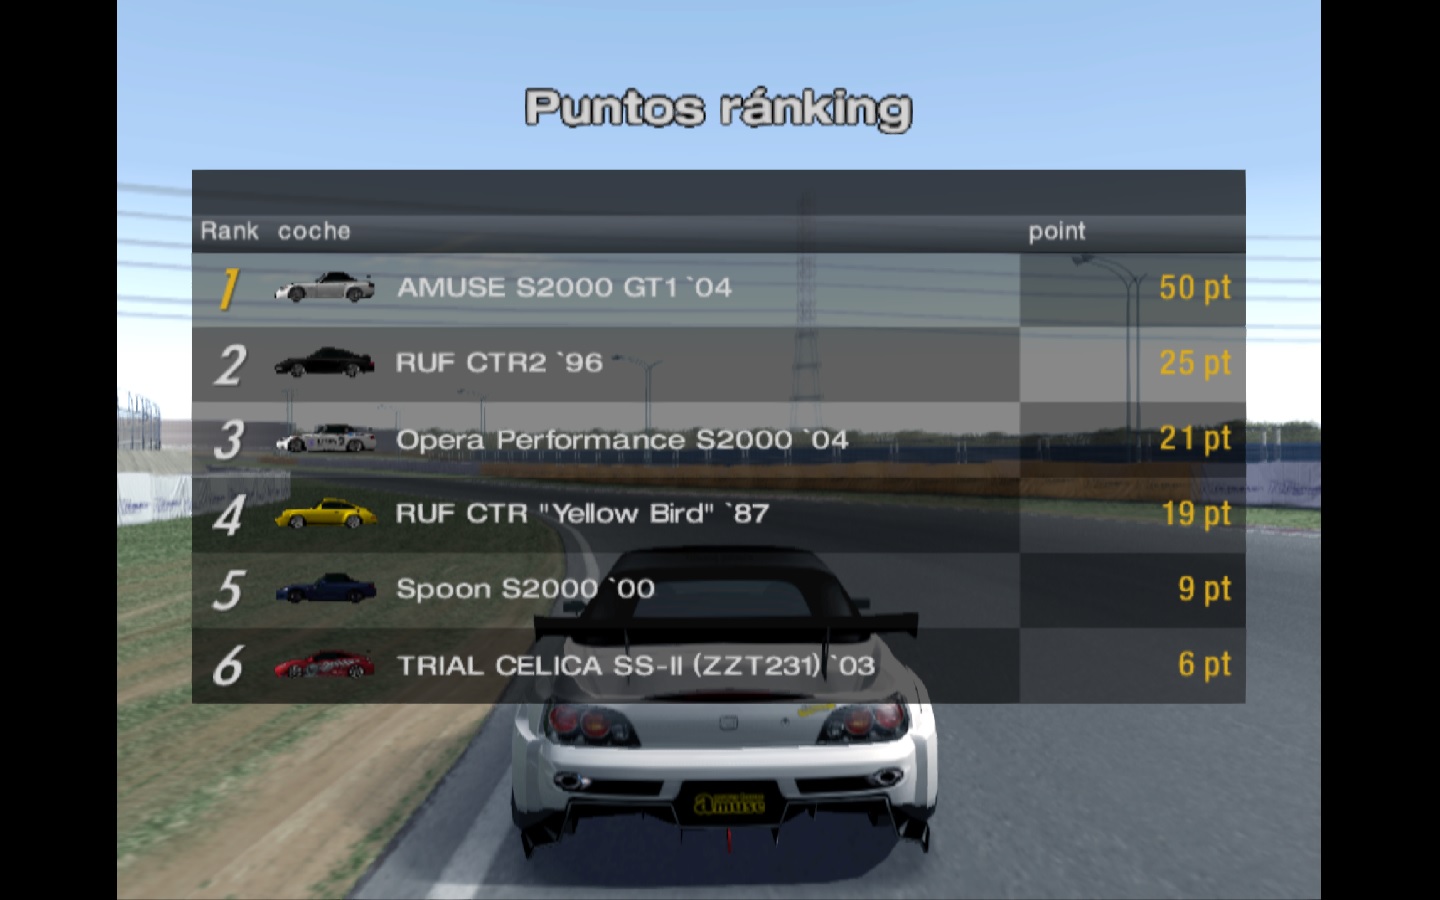 Puntos ránking
Rank coche point
1 AMUSE S2000 GT1 `04 50 pt
2 RUF CTR2 `96 25 pt
3 Opera Performance S2000 `04 21 pt
4 RUF CTR "Yellow Bird" `87 19 pt
5 Spoon S2000 `00 9 pt
6 TRIAL CELICA SS-II (ZZT231) `03 6 pt
amuse